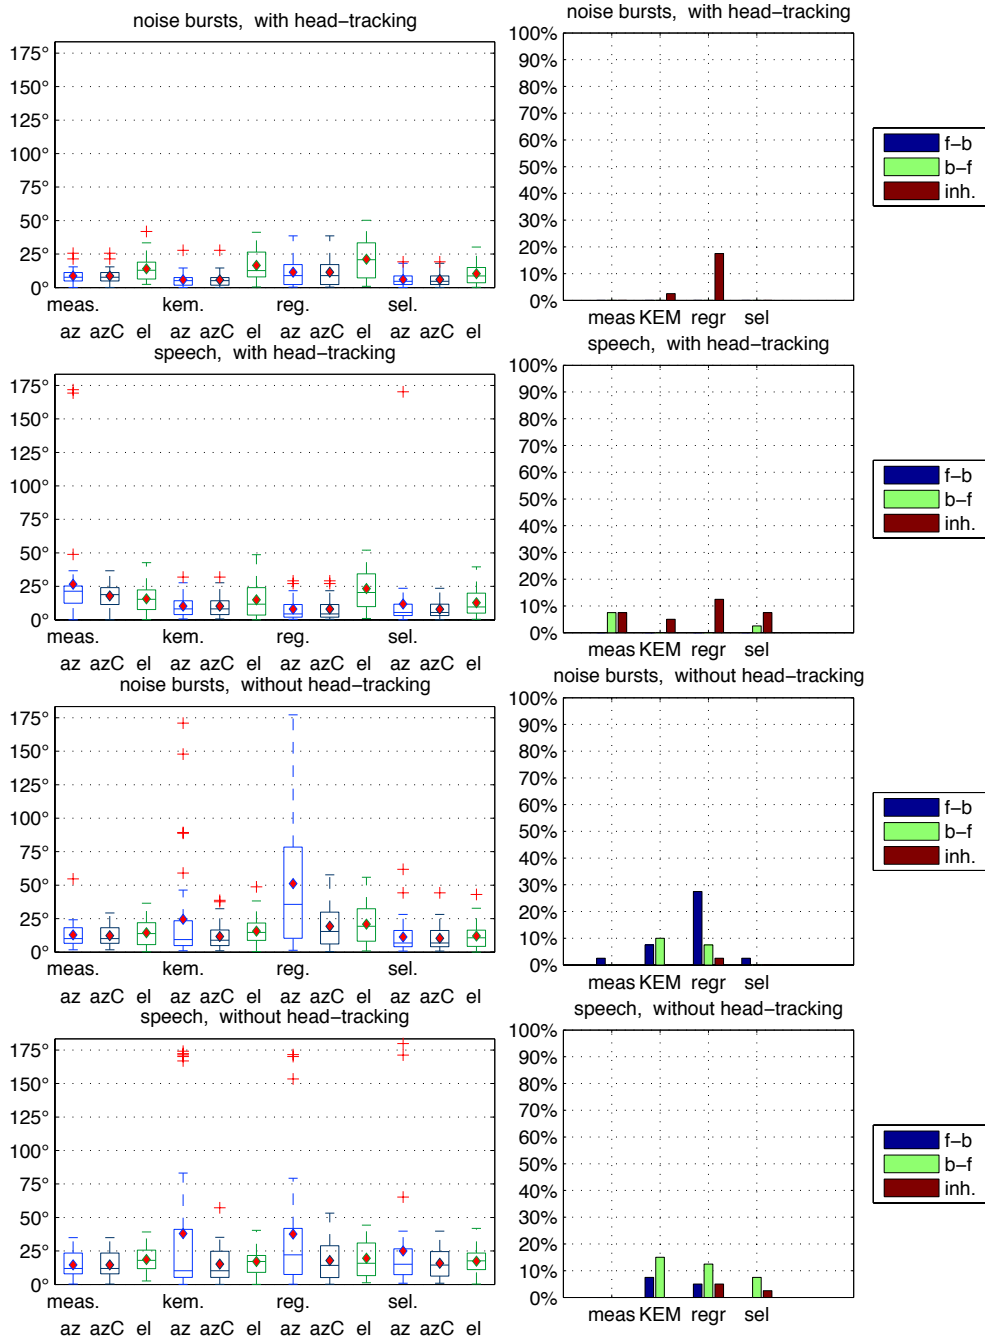 noise bursts, with head-tracking
175°
150°
125°
100°
75°
50°
25°
0°
meas. kem. reg. sel.
az azC el az azC el az azC el az azC el
noise bursts, with head-tracking
100%
90%
80%
70%
60%
50%
40%
30%
20%
10%
0%
meas KEM regr sel
f-b
b-f
inh.
speech, with head-tracking
175°
150°
125°
100°
75°
50°
25°
0°
meas. kem. reg. sel.
az azC el az azC el az azC el az azC el
speech, with head-tracking
100%
90%
80%
70%
60%
50%
40%
30%
20%
10%
0%
meas KEM regr sel
f-b
b-f
inh.
noise bursts, without head-tracking
175°
150°
125°
100°
75°
50°
25°
0°
meas. kem. reg. sel.
az azC el az azC el az azC el az azC el
noise bursts, without head-tracking
100%
90%
80%
70%
60%
50%
40%
30%
20%
10%
0%
meas KEM regr sel
f-b
b-f
inh.
speech, without head-tracking
175°
150°
125°
100°
75°
50°
25°
0°
meas. kem. reg. sel.
az azC el az azC el az azC el az azC el
speech, without head-tracking
100%
90%
80%
70%
60%
50%
40%
30%
20%
10%
0%
meas KEM regr sel
f-b
b-f
inh.